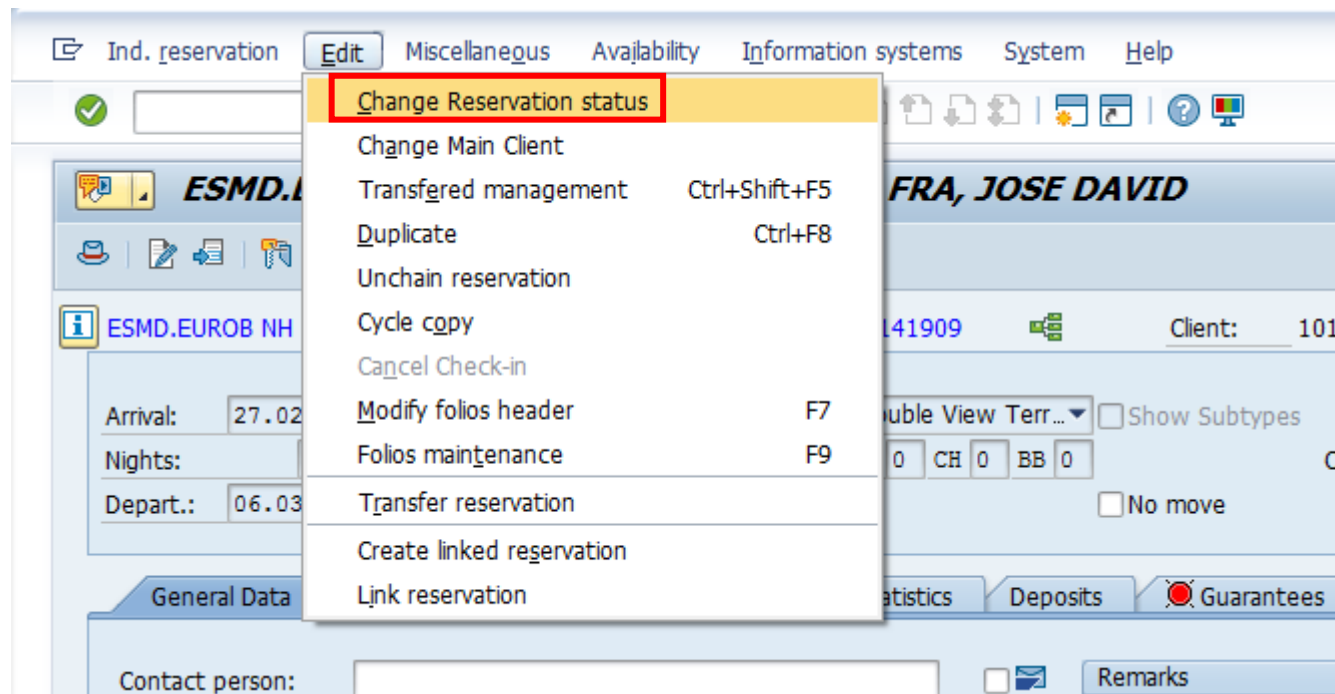 Ind. reservation Edit Miscellaneous Availability Information systems System Help
Change Reservation status
Change Main Client
Transfered management Ctrl+Shift+F5
Duplicate Ctrl+F8
Unchain reservation
Cycle copy
Cancel Check-in
Modify folios header F7
Folios maintenance F9
Transfer reservation
Create linked reservation
Link reservation
FRA, JOSE DAVID
ESMD.EUROB NH 141909 Client: 101
Arrival: 27.02 View Terr... Show Subtypes
Nights: 0 CH 0 BB 0
Depart.: 06.03 No move
General Data Deposits Guarantees
Contact person: Remarks